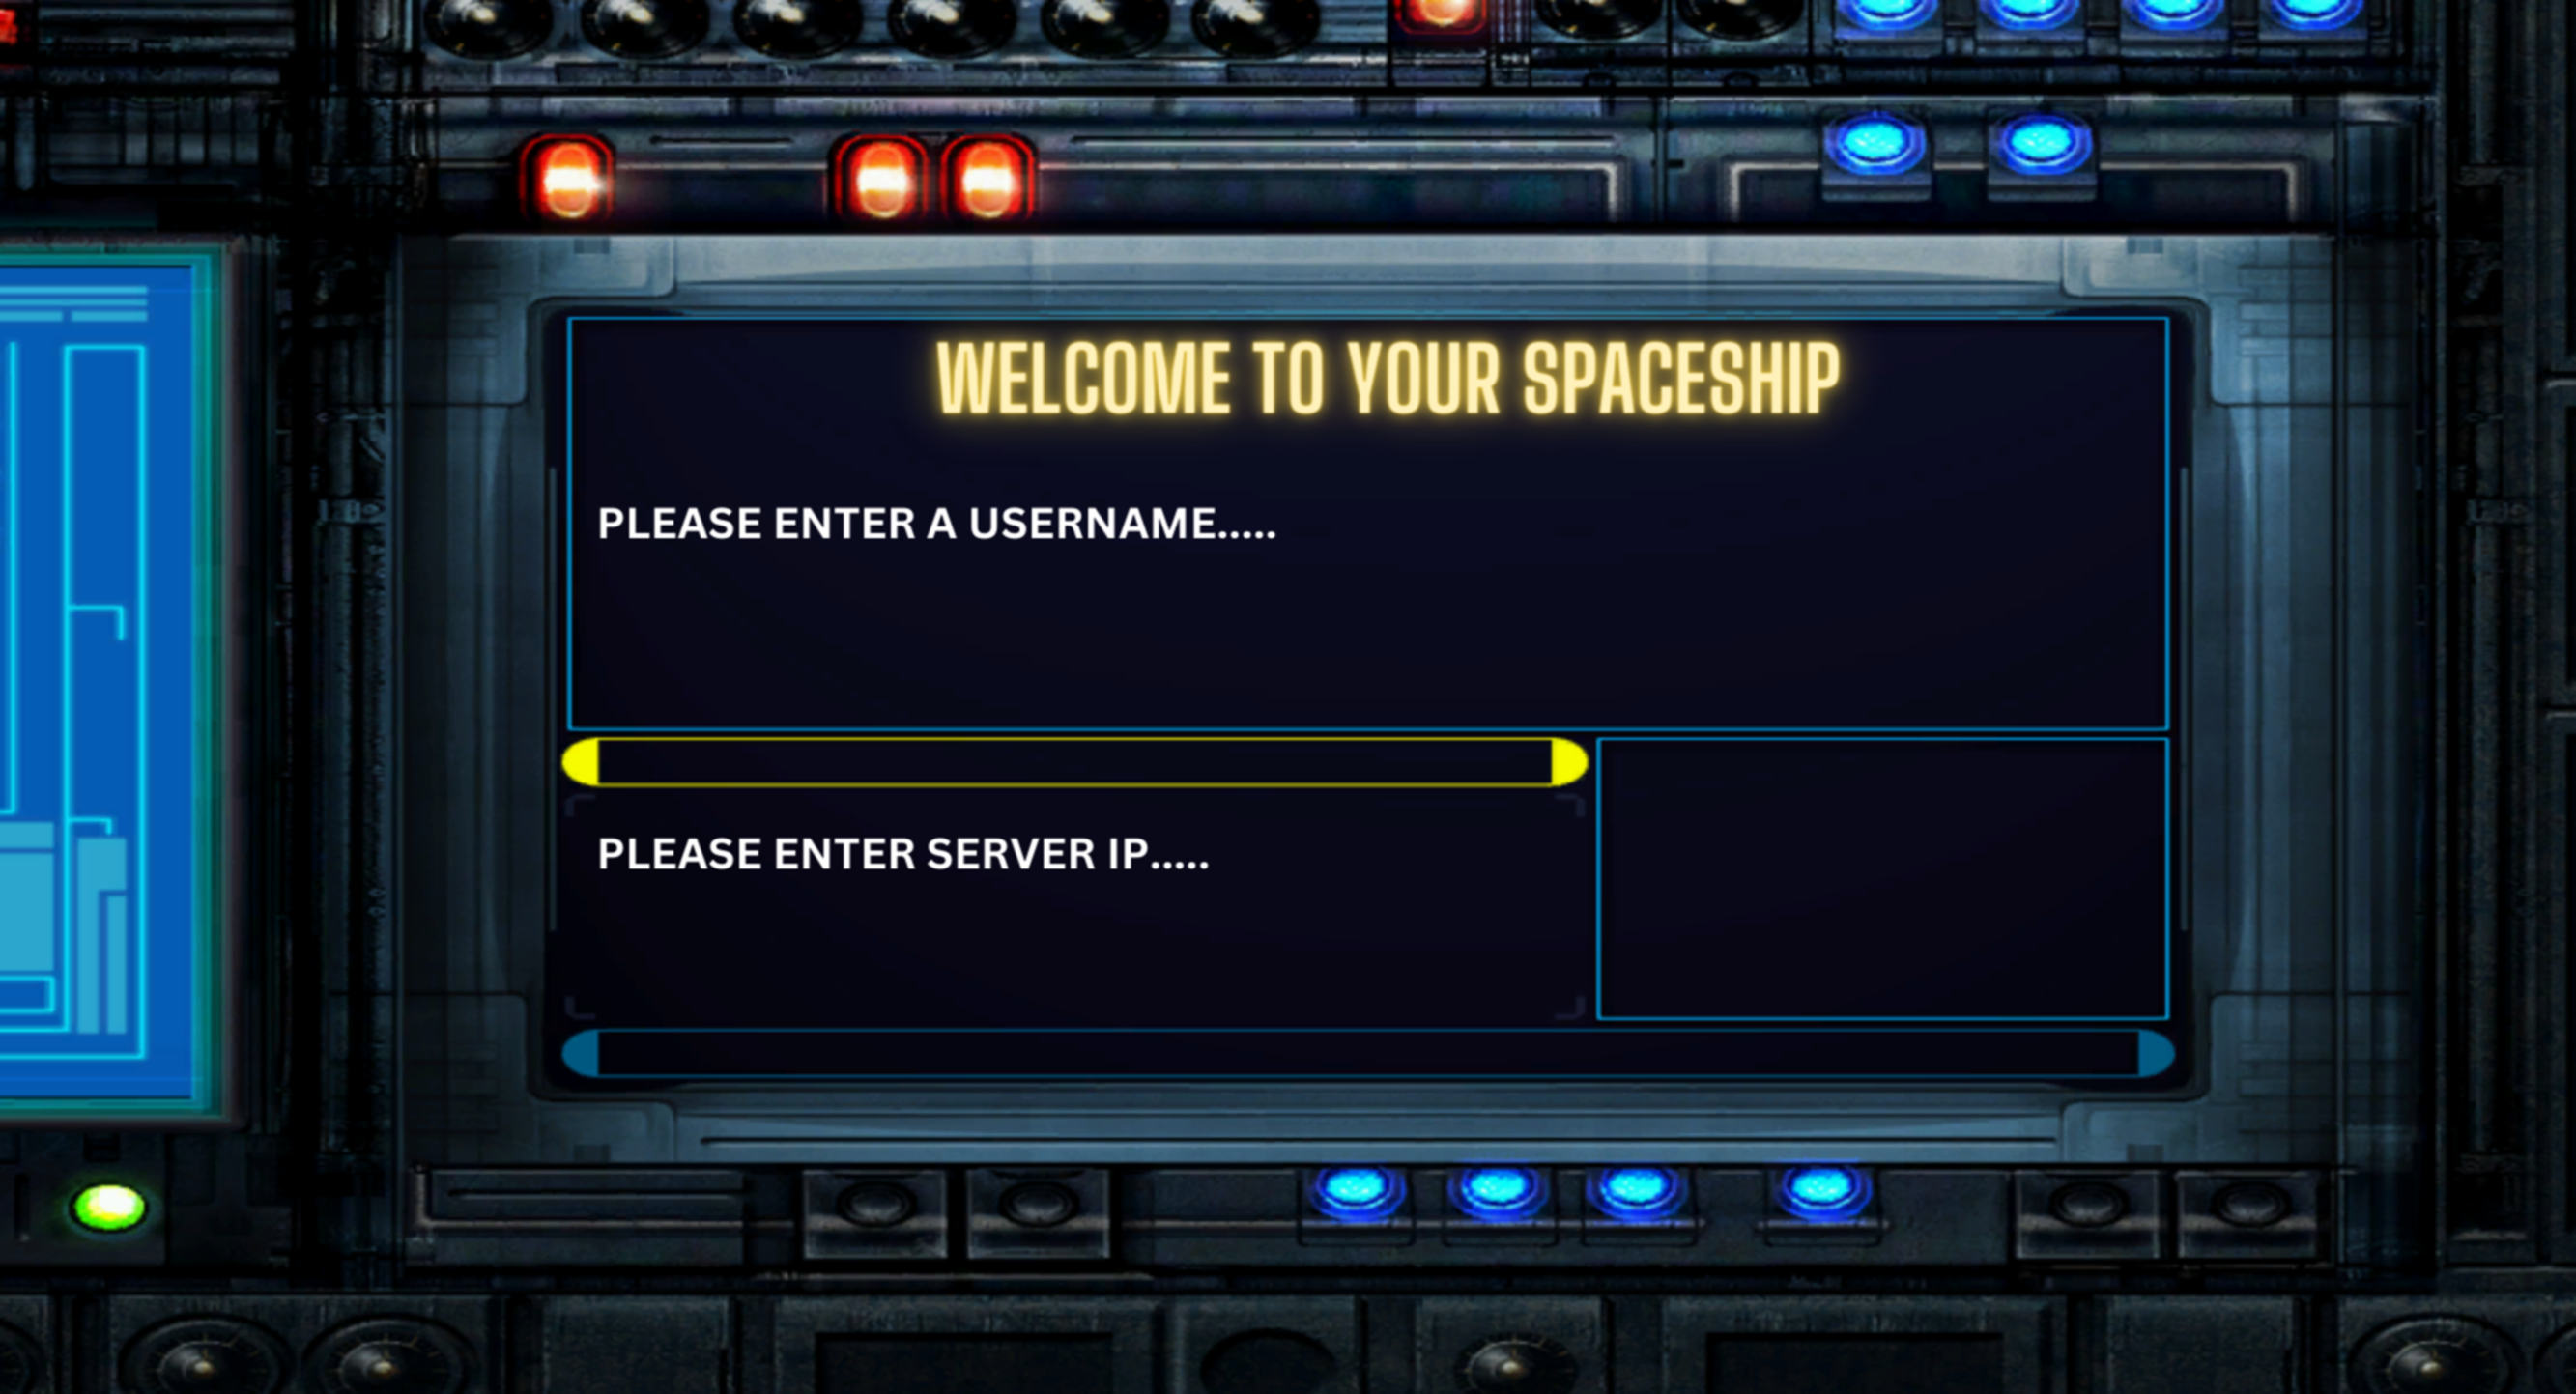 WELCOME TO YOUR SPACESHIP
PLEASE ENTER A USERNAME.....
PLEASE ENTER SERVER IP.....